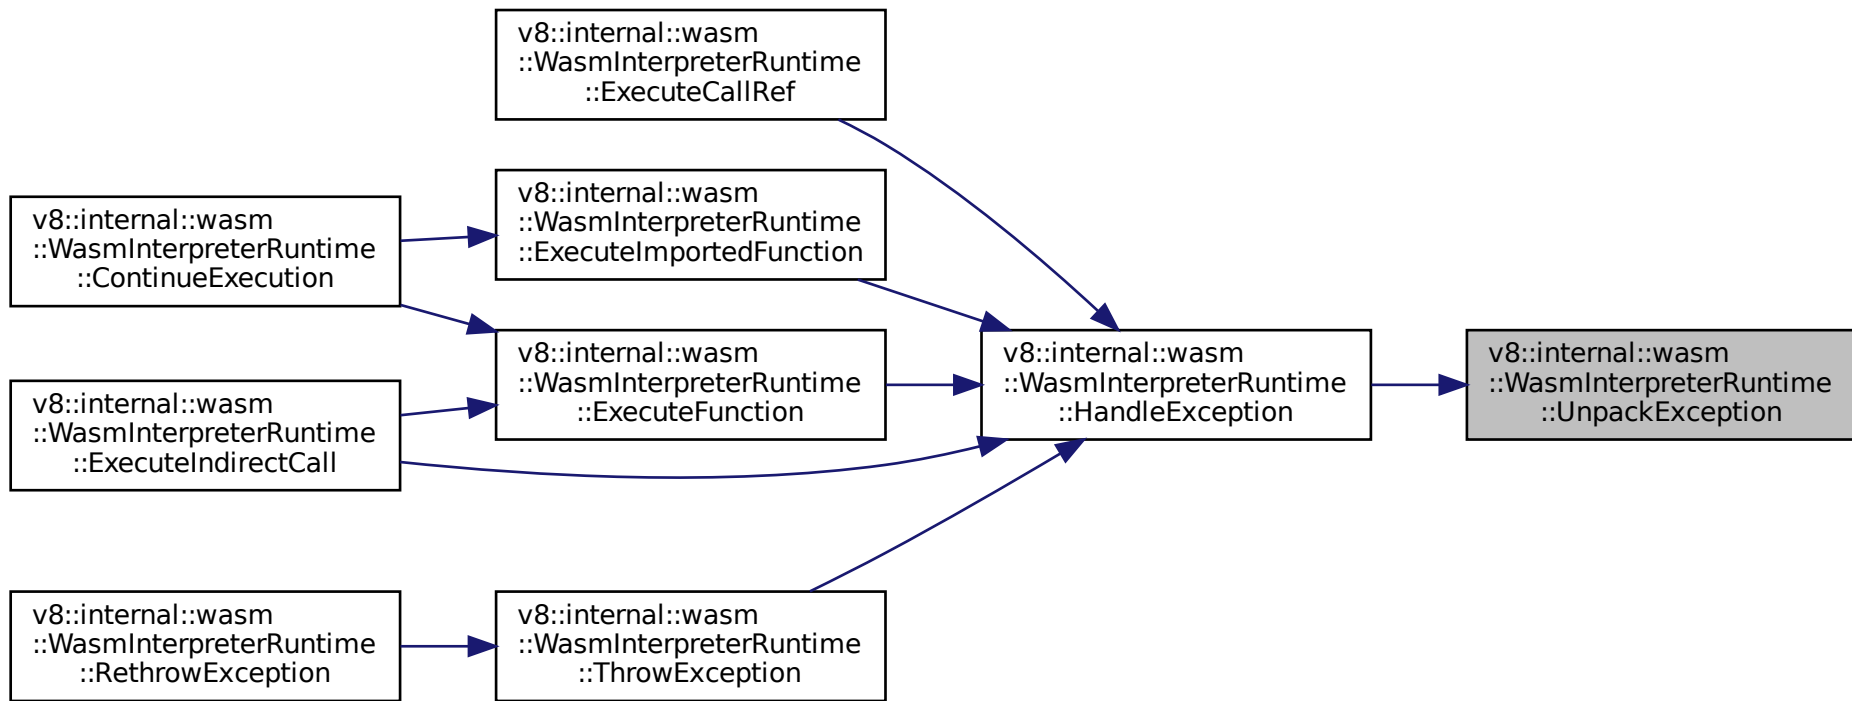 v8::internal::wasm
::WasmInterpreterRuntime
::ExecuteCallRef
v8::internal::wasm
::WasmInterpreterRuntime
::ExecuteImportedFunction
v8::internal::wasm
::WasmInterpreterRuntime
::ContinueExecution
v8::internal::wasm
::WasmInterpreterRuntime
::ExecuteFunction
v8::internal::wasm
::WasmInterpreterRuntime
::HandleException
v8::internal::wasm
::WasmInterpreterRuntime
::UnpackException
v8::internal::wasm
::WasmInterpreterRuntime
::ExecuteIndirectCall
v8::internal::wasm
::WasmInterpreterRuntime
::RethrowException
v8::internal::wasm
::WasmInterpreterRuntime
::ThrowException